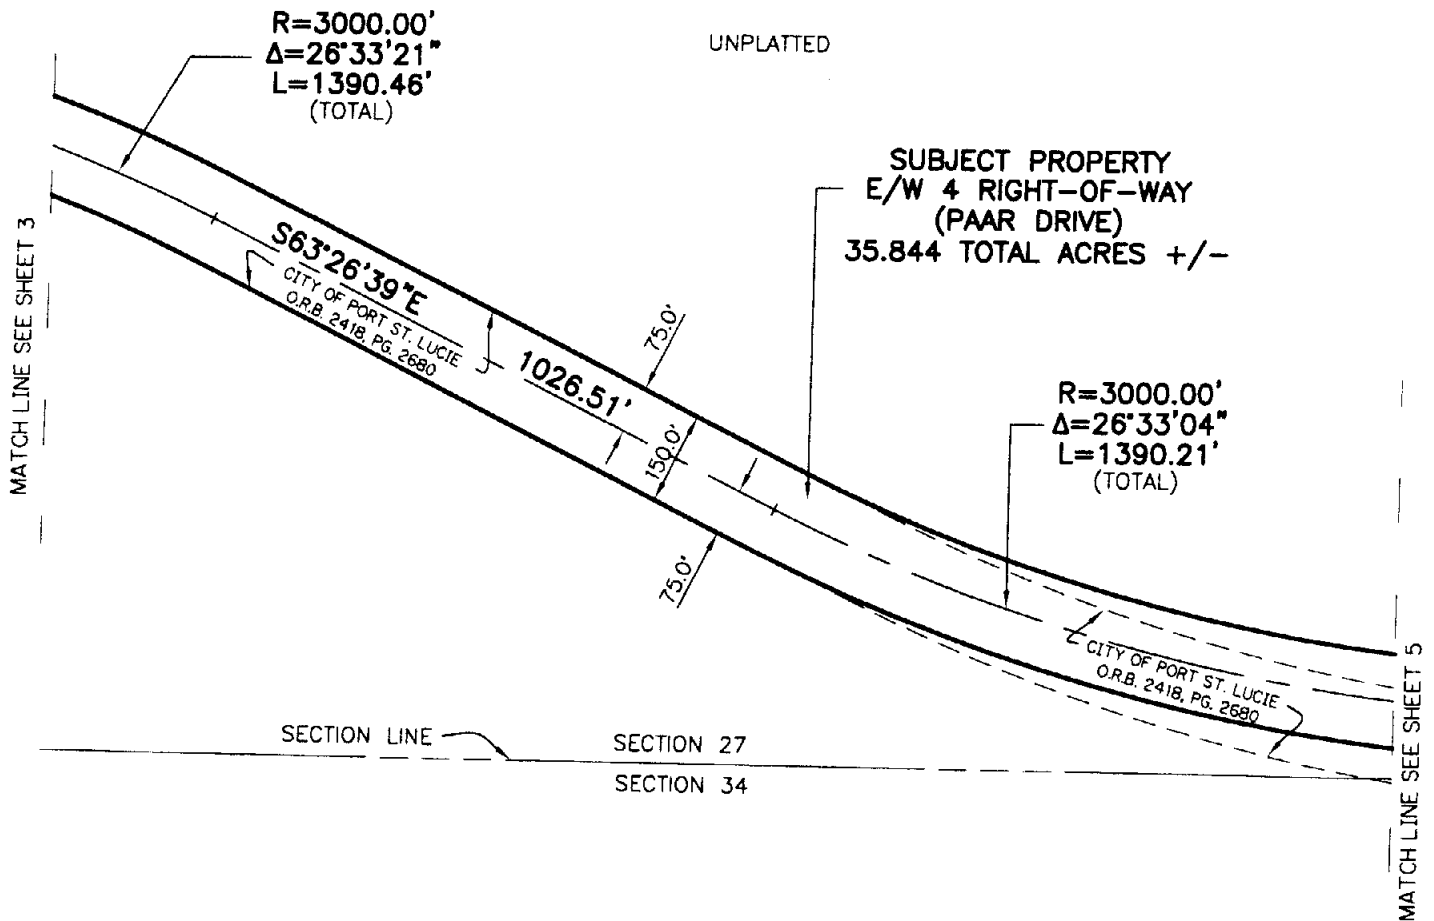 R=3000.00'
Δ=26°33'21"
L=1390.46'
(TOTAL)
UNPLATTED
SUBJECT PROPERTY
E/W 4 RIGHT-OF-WAY
(PAAR DRIVE)
35.844 TOTAL ACRES +/-
MATCH LINE SEE SHEET 3
S63°26'39"E
CITY OF PORT ST. LUCIE
O.R.B. 2418, PG. 2680
1026.51'
75.0'
150.0'
75.0'
R=3000.00'
Δ=26°33'04"
L=1390.21'
(TOTAL)
CITY OF PORT ST. LUCIE
O.R.B. 2418, PG. 2680
SECTION LINE
SECTION 27
SECTION 34
MATCH LINE SEE SHEET 5